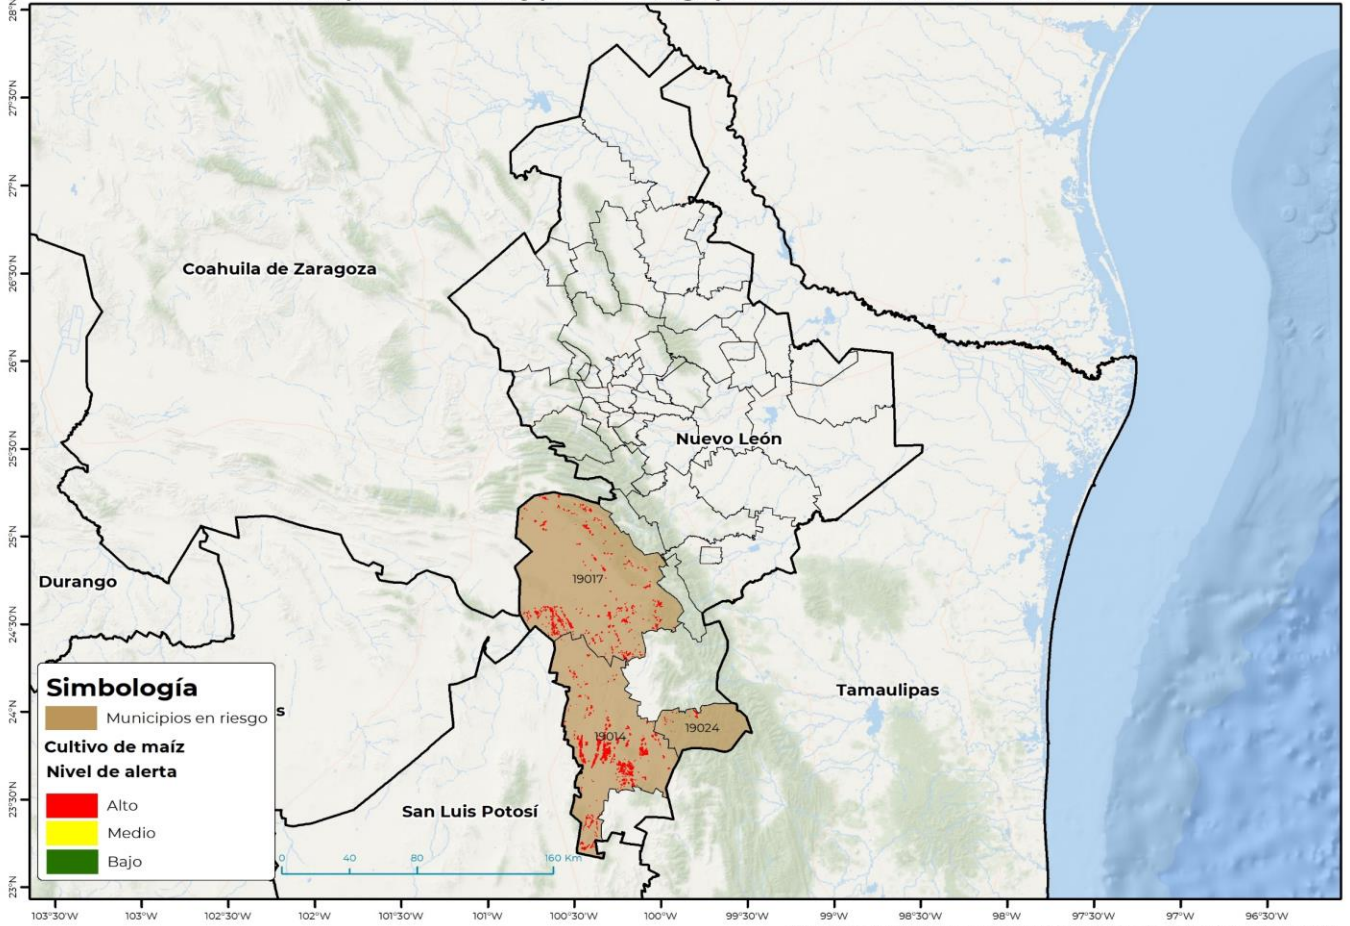 28°N
27°30'N
27°N
26°30'N
26°N
25°30'N
25°N
24°30'N
24°N
23°30'N
23°N
Coahuila de Zaragoza
Nuevo León
19017
Durango
Tamaulipas
19024
19014
San Luis Potosí
s
Simbología
Municipios en riesgo
Cultivo de maíz
Nivel de alerta
Alto
Medio
Bajo
0 40 80 160 Km
103°30'W 103°W 102°30'W 102°W 101°30'W 101°W 100°30'W 100°W 99°30'W 99°W 98°30'W 98°W 97°30'W 97°W 96°30'W